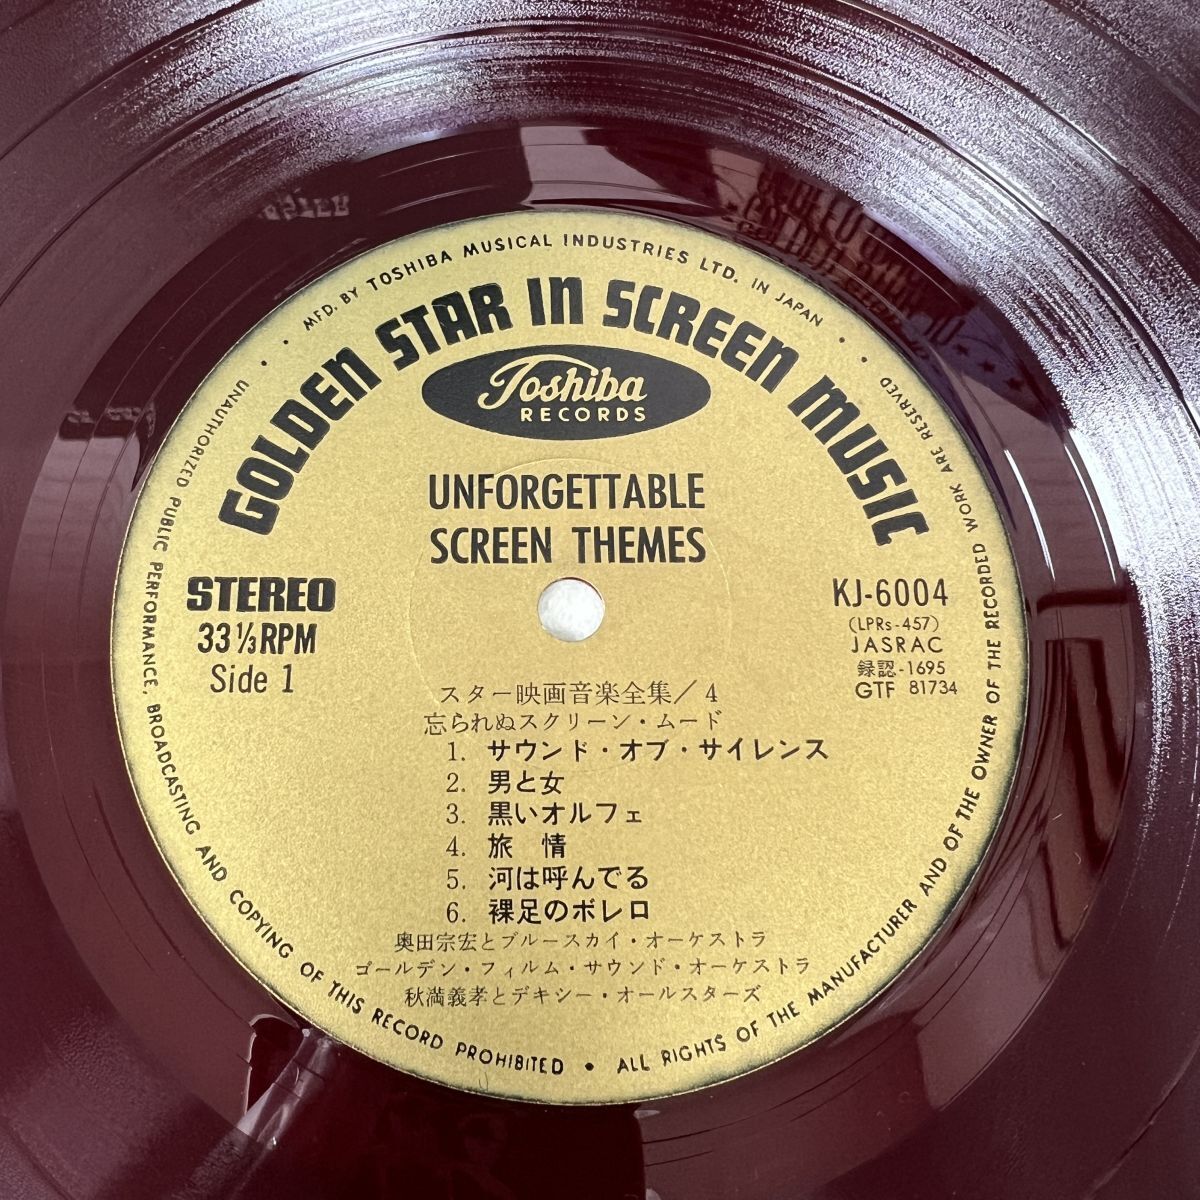 MFD. BY TOSHIBA MUSICAL INDUSTRIES LTD. IN JAPAN
GOLDEN STAR IN SCREEN MUSIC
Toshiba
RECORDS
UNFORGETTABLE
SCREEN THEMES
STEREO
33 1/3 RPM
Side 1
KJ-6004
(LPRs-457)
JASRAC
録認-1695
GTF 81734
スター映画音楽全集/4
忘られぬスクリーン・ムード
1. サウンド・オブ・サイレンス
2. 男と女
3. 黒いオルフェ
4. 旅 情
5. 河は呼んでる
6. 裸足のボレロ
奥田宗宏とブルースカイ・オーケストラ
ゴールデン・フィルム・サウンド・オーケストラ
秋満義孝とデキシー・オールスターズ
UNAUTHORIZED PUBLIC PERFORMANCE, BROADCASTING AND COPYING OF THIS RECORD PROHIBITED • ALL RIGHTS OF THE MANUFACTURER AND OF THE OWNER OF THE RECORDED WORK ARE RESERVED